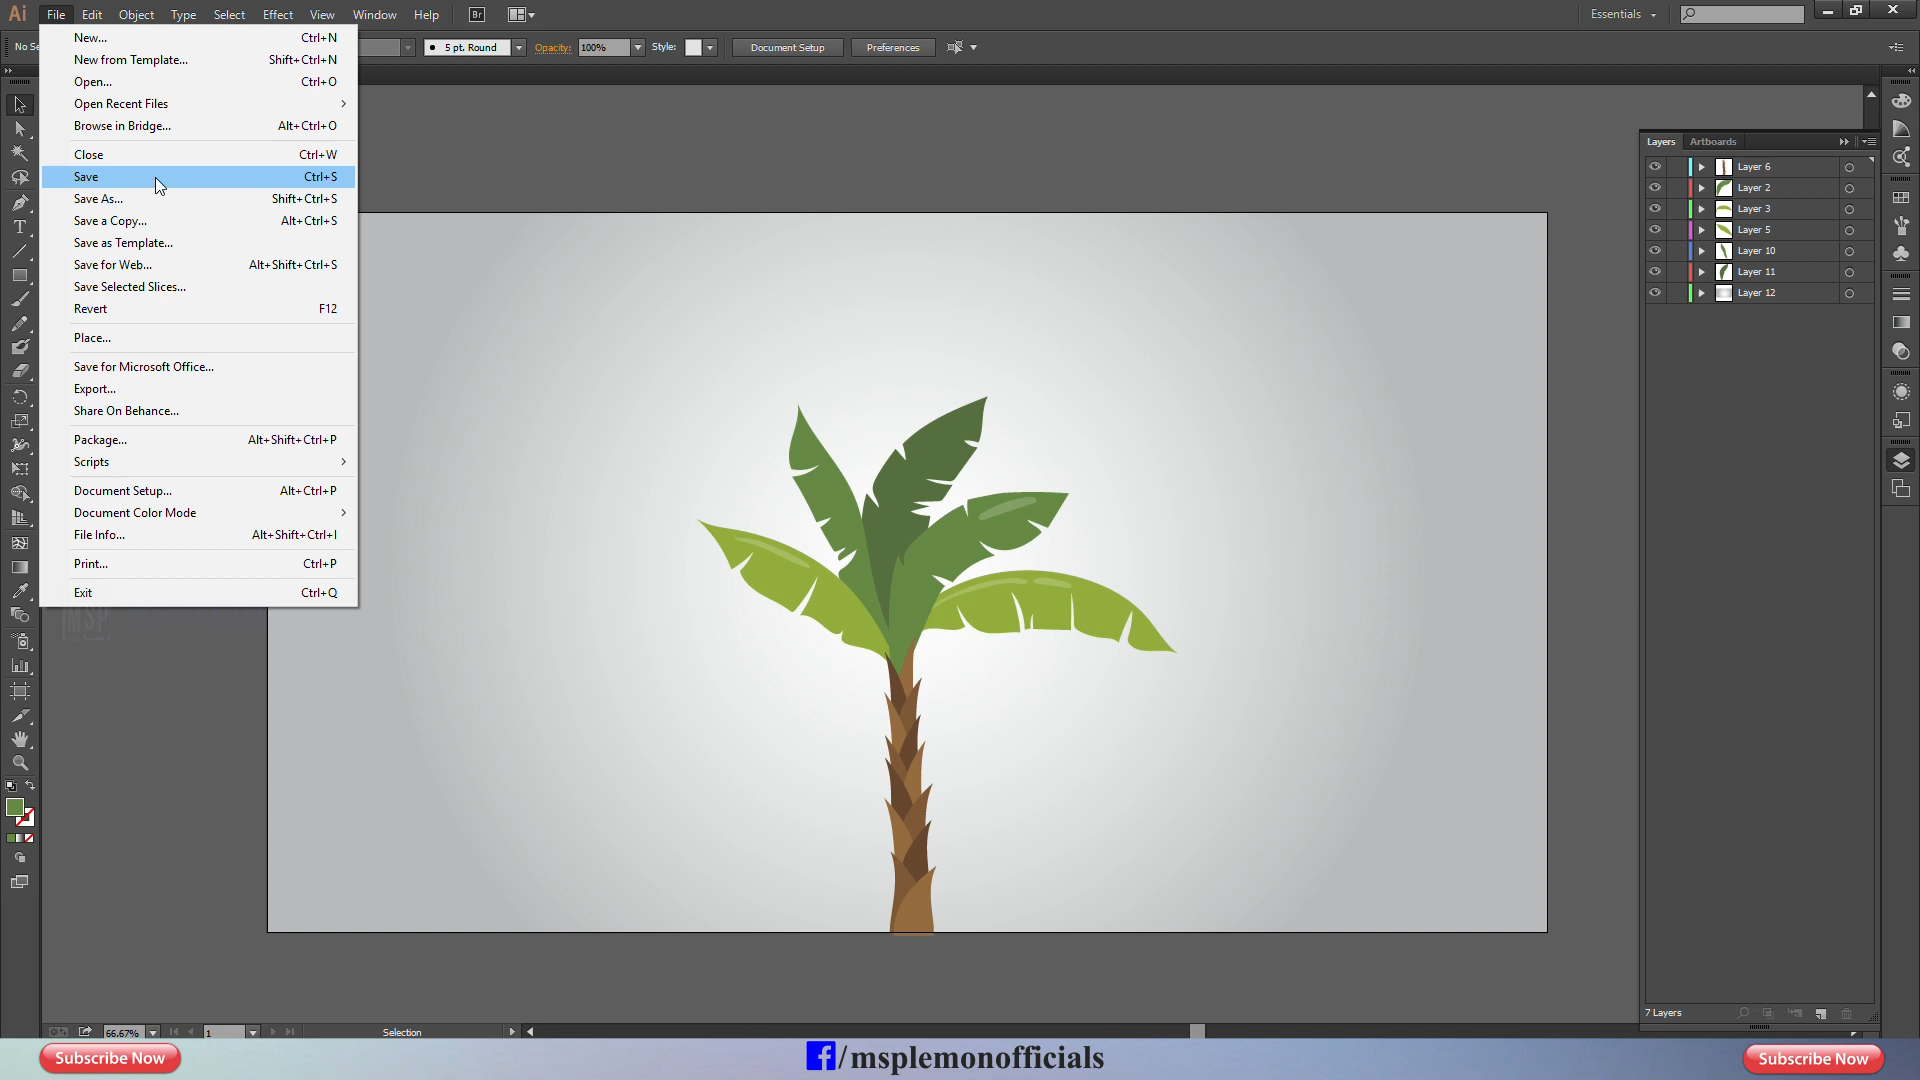 Ai File Edit Object Type Select Effect View Window Help Br Essentials
5 pt. Round Opacity: 100% Style: Document Setup Preferences
New... Ctrl+N
New from Template... Shift+Ctrl+N
Open... Ctrl+O
Open Recent Files
Browse in Bridge... Alt+Ctrl+O
Close Ctrl+W
Save Ctrl+S
Save As... Shift+Ctrl+S
Save a Copy... Alt+Ctrl+S
Save as Template...
Save for Web... Alt+Shift+Ctrl+S
Save Selected Slices...
Revert F12
Place...
Save for Microsoft Office...
Export...
Share On Behance...
Package... Alt+Shift+Ctrl+P
Scripts
Document Setup... Alt+Ctrl+P
Document Color Mode
File Info... Alt+Shift+Ctrl+I
Print... Ctrl+P
Exit Ctrl+Q
MSP
Layers Artboards
Layer 6
Layer 2
Layer 3
Layer 5
Layer 10
Layer 11
Layer 12
7 Layers
66.67% 1 Selection
Subscribe Now
/msplemonofficials
Subscribe Now